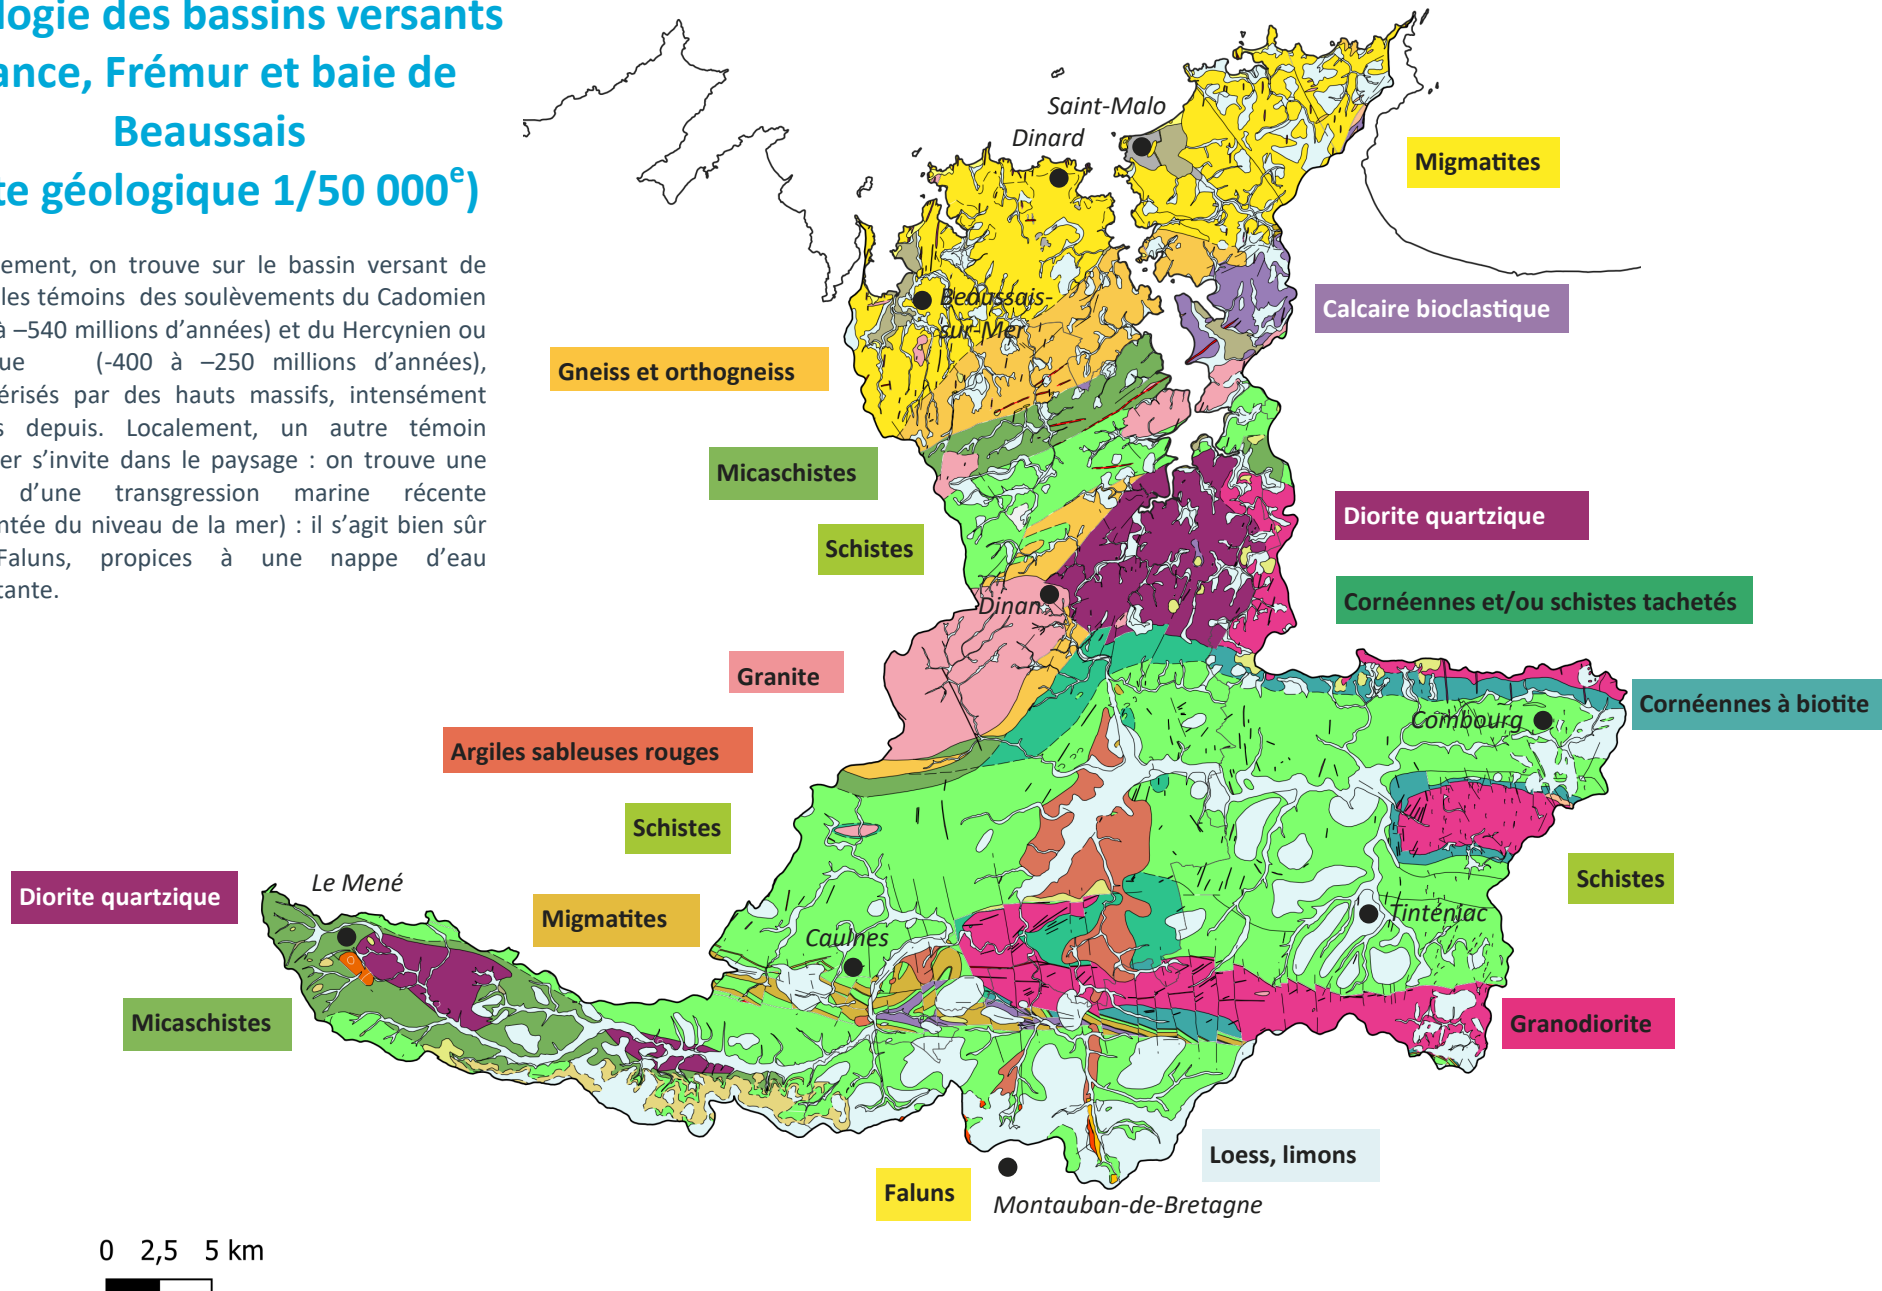 logie des bassins versants
ance, Frémur et baie de
Beaussais
te géologique 1/50 000e)
ement, on trouve sur le bassin versant de
les témoins des soulèvements du Cadomien
à –540 millions d'années) et du Hercynien ou
ue (-400 à –250 millions d'années),
érisés par des hauts massifs, intensément
s depuis. Localement, un autre témoin
er s'invite dans le paysage : on trouve une
d'une transgression marine récente
ntée du niveau de la mer) : il s'agit bien sûr
Faluns, propices à une nappe d'eau
tante.
Saint-Malo
Dinard
Migmatites
Beaussais-
sur-Mer
Calcaire bioclastique
Gneiss et orthogneiss
Micaschistes
Diorite quartzique
Schistes
Cornéennes et/ou schistes tachetés
Dinan
Granite
Cornéennes à biotite
Combourg
Argiles sableuses rouges
Schistes
Schistes
Le Mené
Diorite quartzique
Migmatites
Tinténiac
Caulnes
Micaschistes
Granodiorite
Loess, limons
Faluns
Montauban-de-Bretagne
0 2,5 5 km